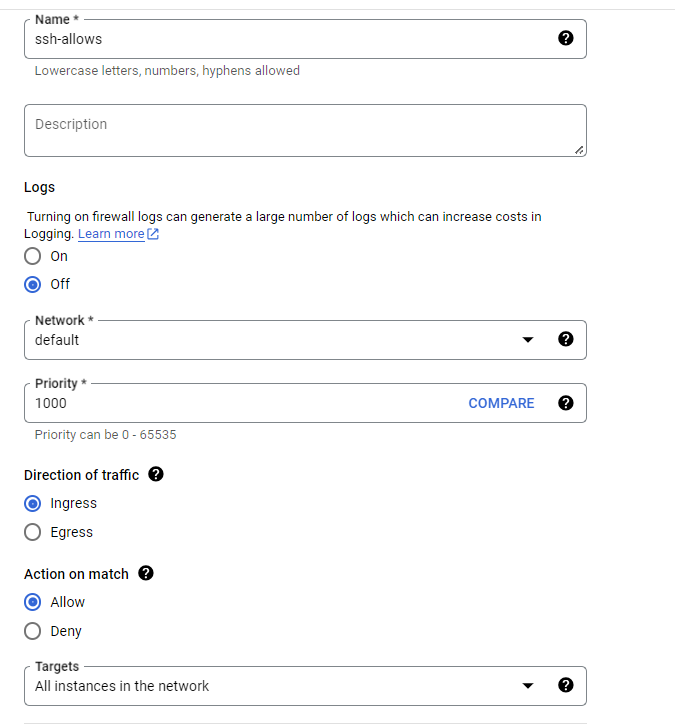 Name *
ssh-allows
Lowercase letters, numbers, hyphens allowed
Description
Logs
Turning on firewall logs can generate a large number of logs which can increase costs in
Logging. Learn more
On
Off
Network *
default
Priority *
1000 COMPARE
Priority can be 0 - 65535
Direction of traffic
Ingress
Egress
Action on match
Allow
Deny
Targets
All instances in the network